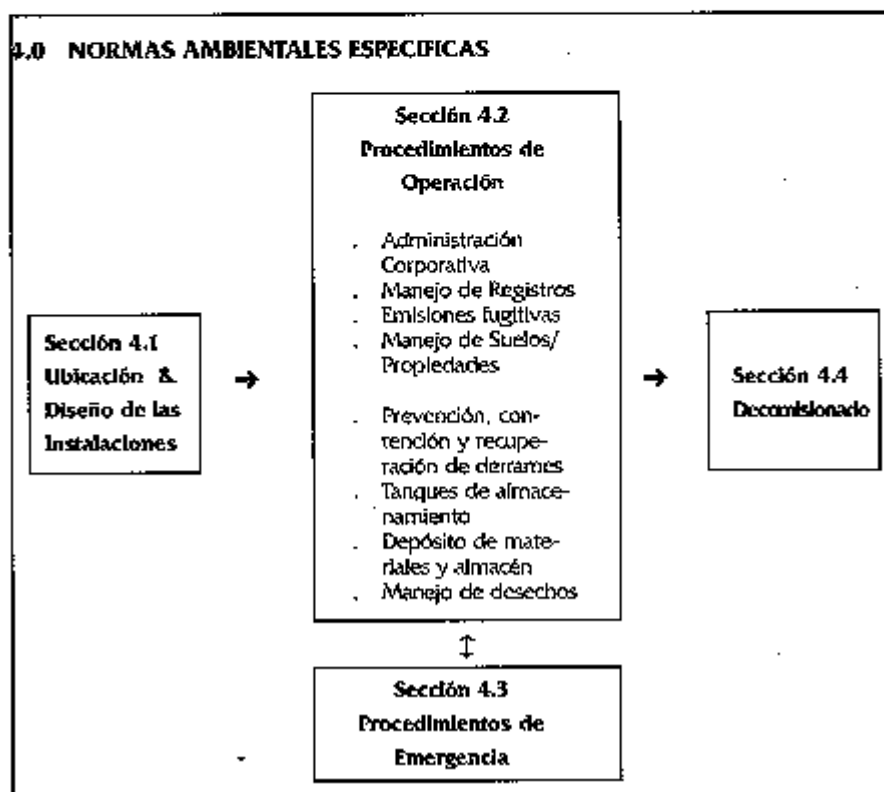 4.0 NORMAS AMBIENTALES ESPECIFICAS
Sección 4.1
Ubicación &
Diseño de las
Instalaciones
→
Sección 4.2
Procedimientos de
Operación
. Administración
Corporativa
. Manejo de Registros
. Emisiones fugitivas
. Manejo de Suelos/
Propiedades
. Prevención, con-
tención y recupe-
ración de derrames
. Tanques de almace-
namiento
. Depósito de mate-
riales y almacén
. Manejo de desechos
→
Sección 4.4
Decomisionado
↕
Sección 4.3
Procedimientos de
Emergencia